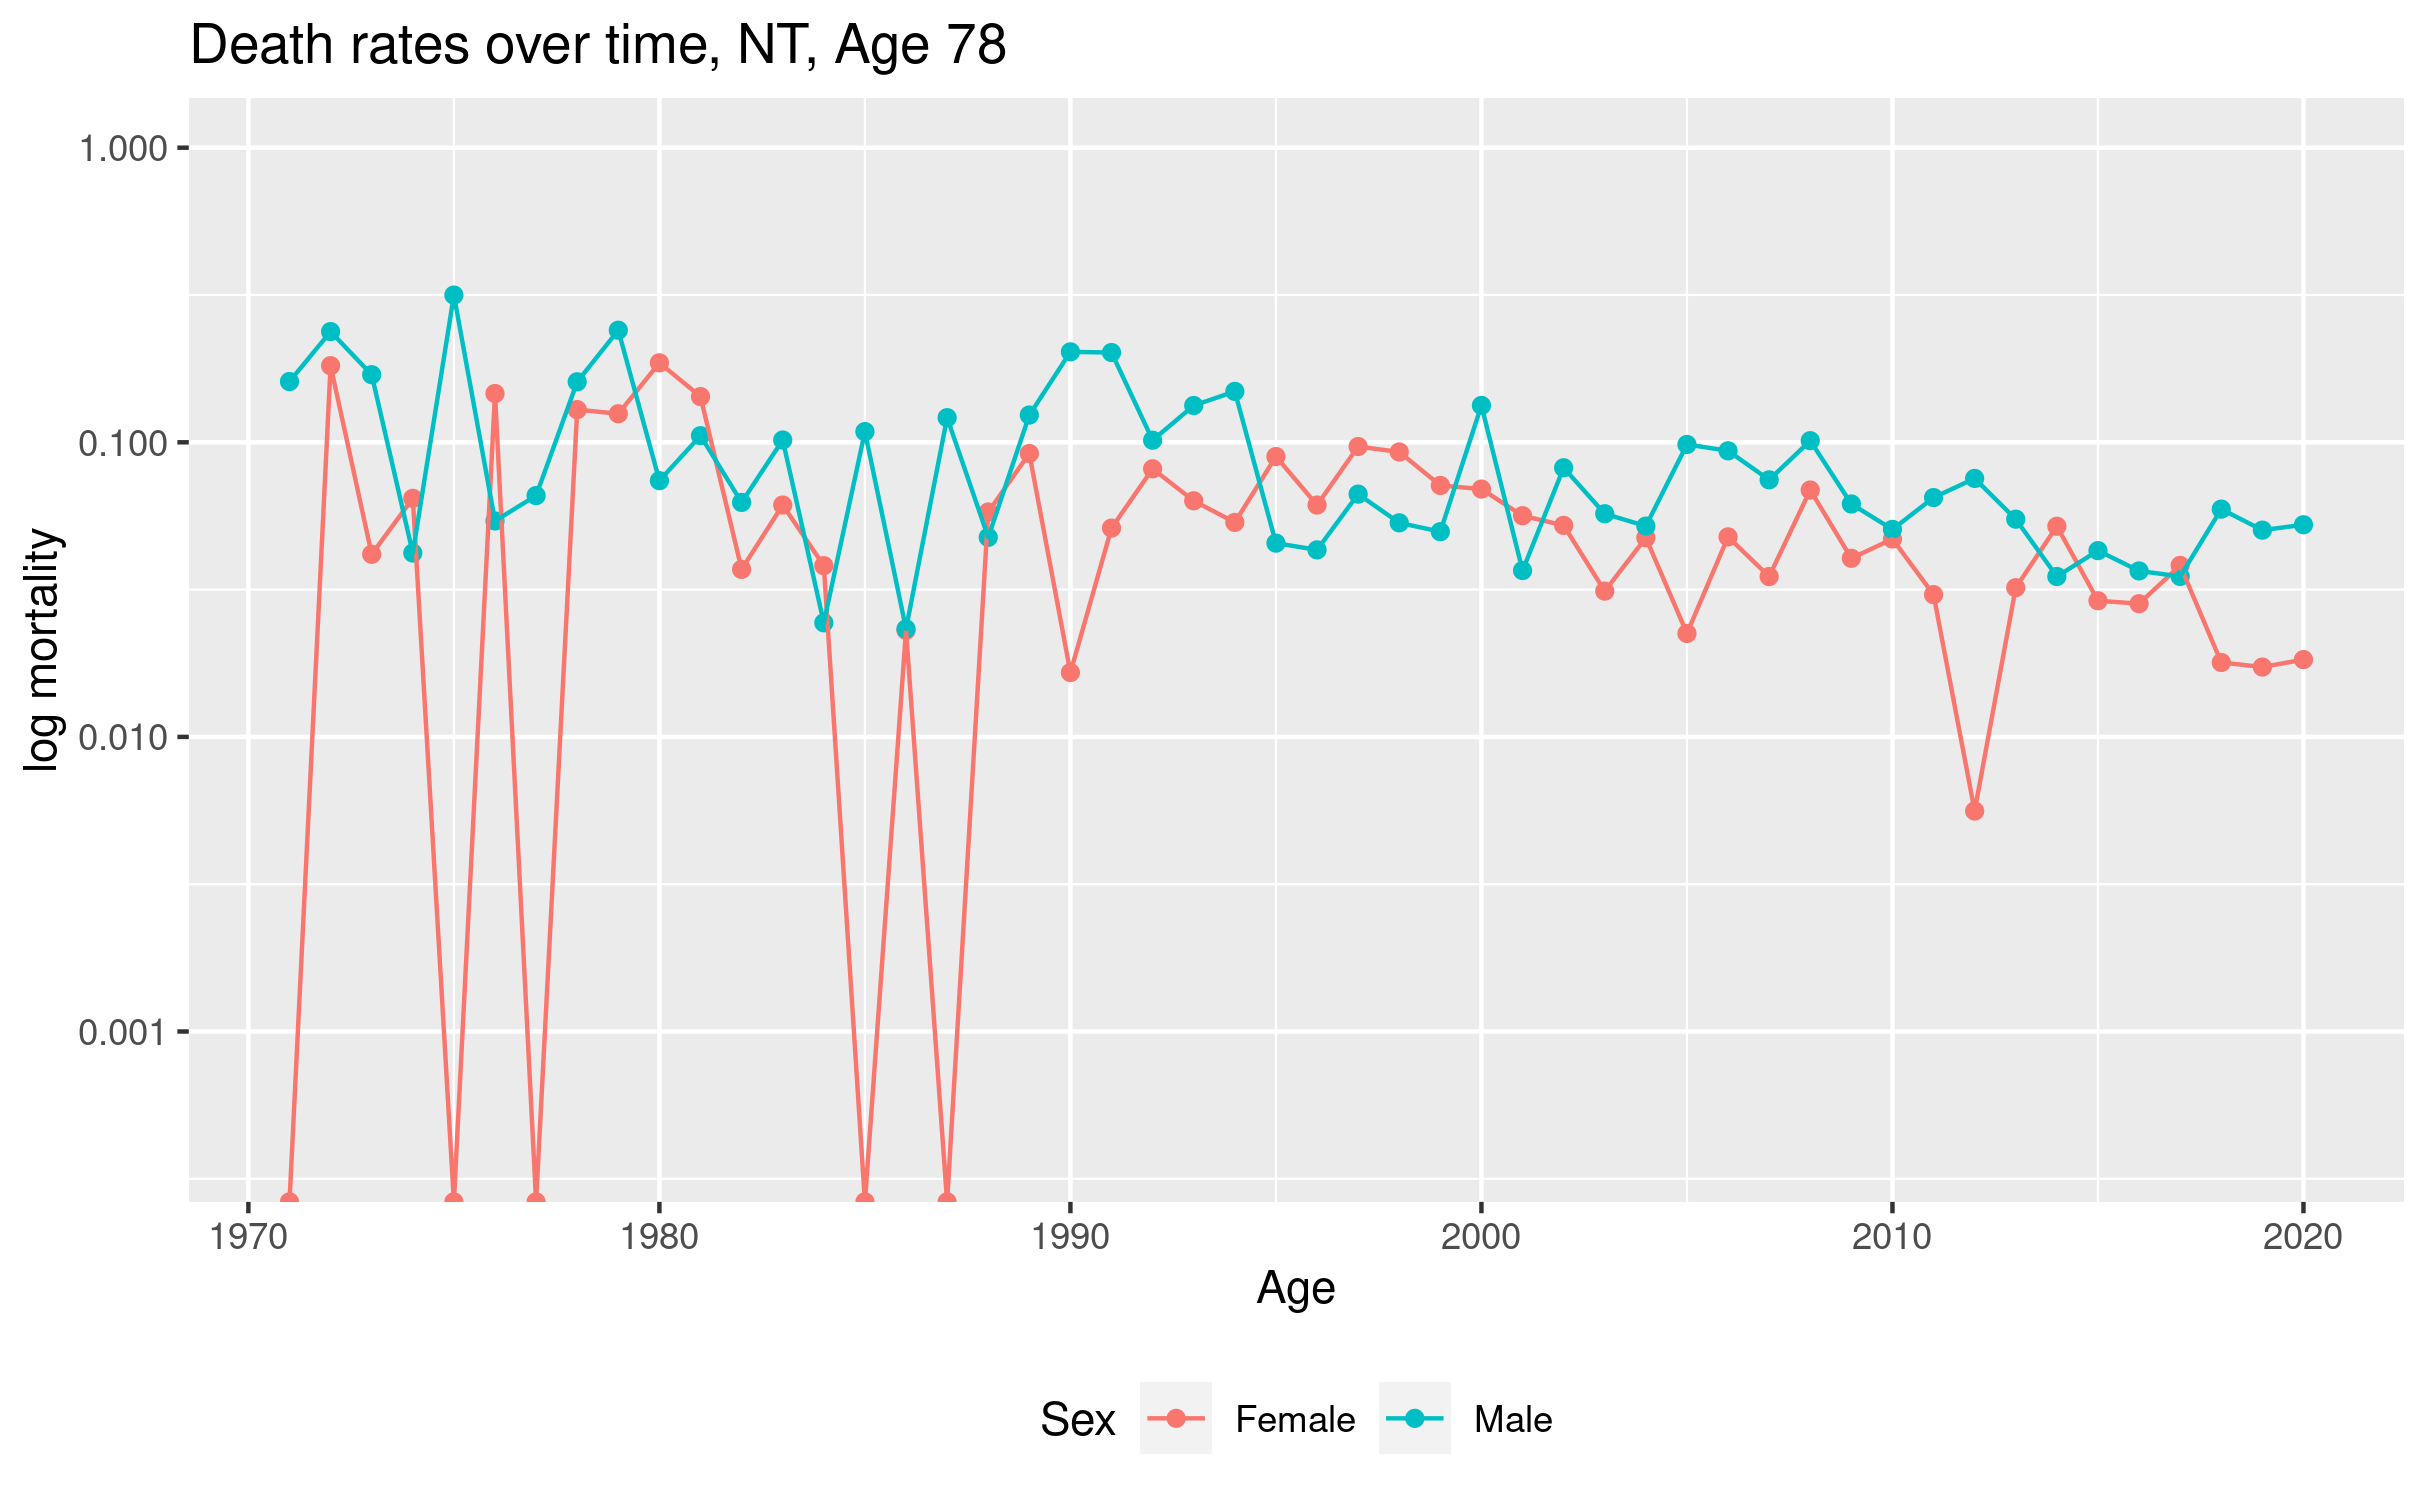 Death rates over time, NT, Age 78
log mortality
1.000
0.100
0.010
0.001
1970 1980 1990 2000 2010 2020
Age
Sex Female Male